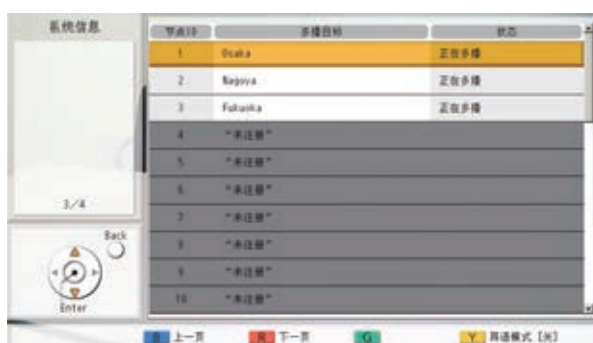 系统信息
节点ID 多播目标 状态
1 Osaka 正在多播
2 Nagoya 正在多播
3 Fukuoka 正在多播
4 "未注册"
5 "未注册"
6 "未注册"
7 "未注册"
8 "未注册"
9 "未注册"
10 "未注册"
3/4
Back
Enter
B 上一页 R 下一页 G Y 两语模式 [关]